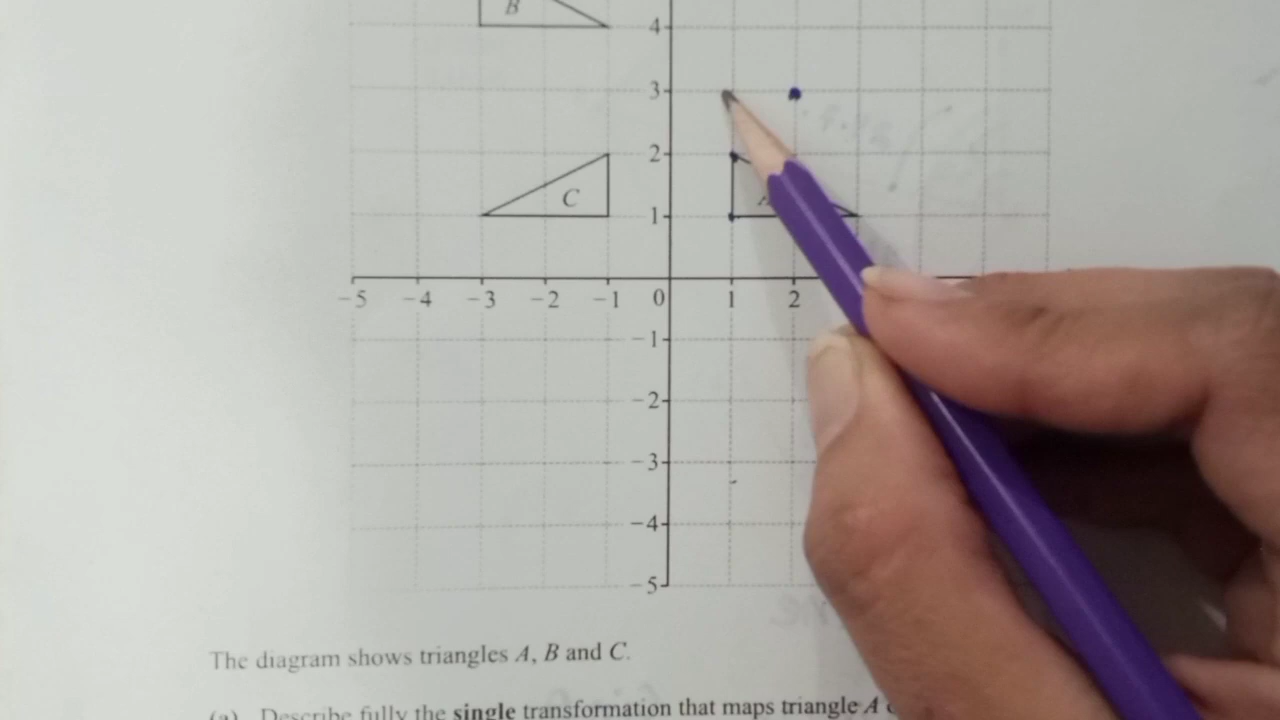 B
4
3
2
C
1
-5 -4 -3 -2 -1 0 1 2
-1
-2
-3
-4
-5
The diagram shows triangles A, B and C.
(a) Describe fully the single transformation that maps triangle A